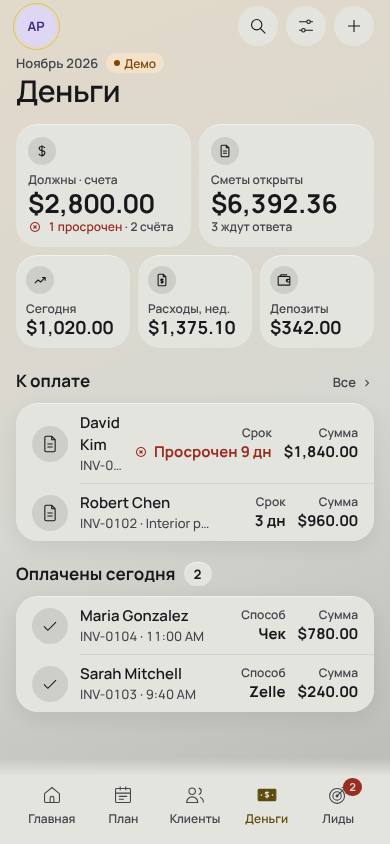 AP
Ноябрь 2026
Демо
Деньги
$
Должны · счета
$2,800.00
1 просрочен · 2 счёта
Сметы открыты
$6,392.36
3 ждут ответа
Сегодня
$1,020.00
Расходы, нед.
$1,375.10
Депозиты
$342.00
К оплате
Все
David
Kim
INV-0…
Срок
Просрочен 9 дн
Сумма
$1,840.00
Robert Chen
INV-0102 · Interior p…
Срок
3 дн
Сумма
$960.00
Оплачены сегодня 2
Maria Gonzalez
INV-0104 · 11:00 AM
Способ
Чек
Сумма
$780.00
Sarah Mitchell
INV-0103 · 9:40 AM
Способ
Zelle
Сумма
$240.00
2
Главная
План
Клиенты
Деньги
Лиды